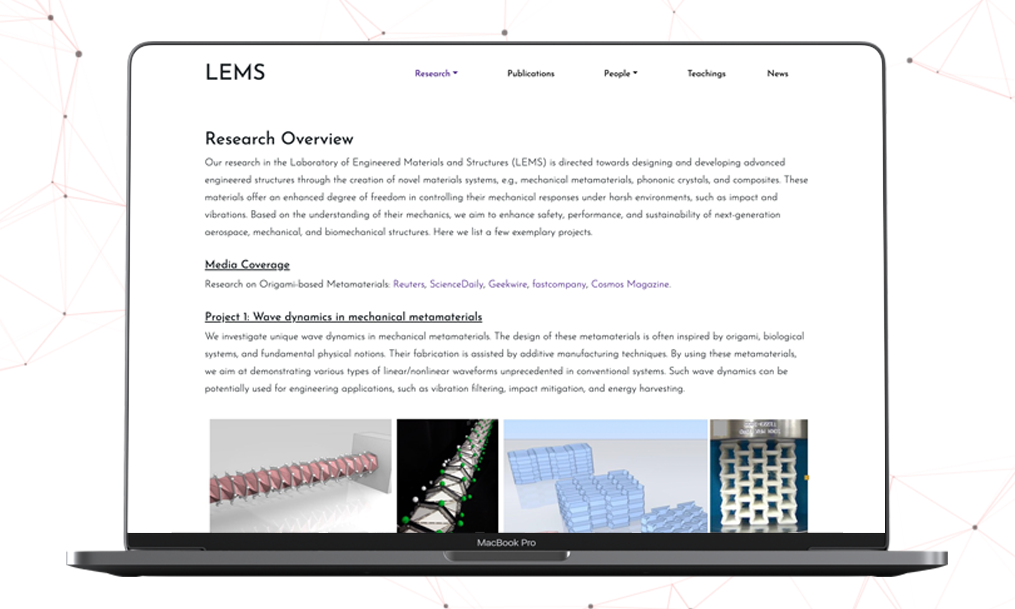 LEMS
Research Publications People Teachings News
Research Overview
Our research in the Laboratory of Engineered Materials and Structures (LEMS) is directed towards designing and developing advanced
engineered structures through the creation of novel materials systems, e.g., mechanical metamaterials, phononic crystals, and composites. These
materials offer an enhanced degree of freedom in controlling their mechanical responses under harsh environments, such as impact and
vibrations. Based on the understanding of their mechanics, we aim to enhance safety, performance, and sustainability of next-generation
aerospace, mechanical, and biomechanical structures. Here we list a few exemplary projects.
Media Coverage
Research on Origami-based Metamaterials: Reuters, ScienceDaily, Geekwire, fastcompany, Cosmos Magazine.
Project 1: Wave dynamics in mechanical metamaterials
We investigate unique wave dynamics in mechanical metamaterials. The design of these metamaterials is often inspired by origami, biological
systems, and fundamental physical notions. Their fabrication is assisted by additive manufacturing techniques. By using these metamaterials,
we aim at demonstrating various types of linear/nonlinear waveforms unprecedented in conventional systems. Such wave dynamics can be
potentially used for engineering applications, such as vibration filtering, impact mitigation, and energy harvesting.
MacBook Pro